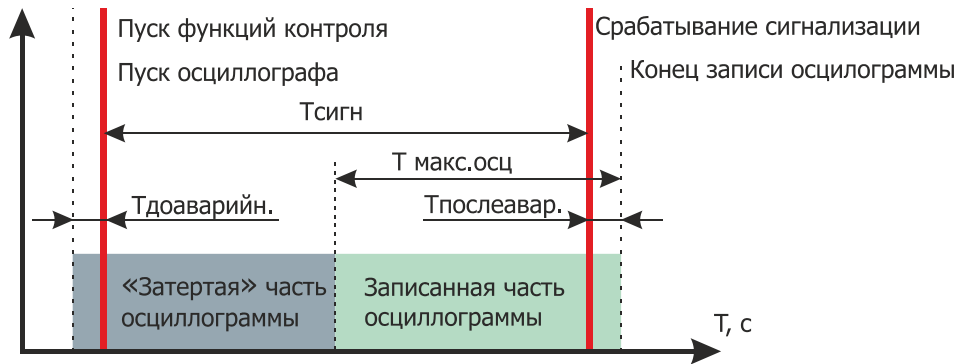 Пуск функций контроля
Срабатывание сигнализации
Пуск осциллографа
Конец записи осцилограммы
Тсигн
Т макс.осц
Тдоаварийн.
Тпослеавар.
«Затертая» часть
осциллограммы
Записанная часть
осциллограммы
Т, с